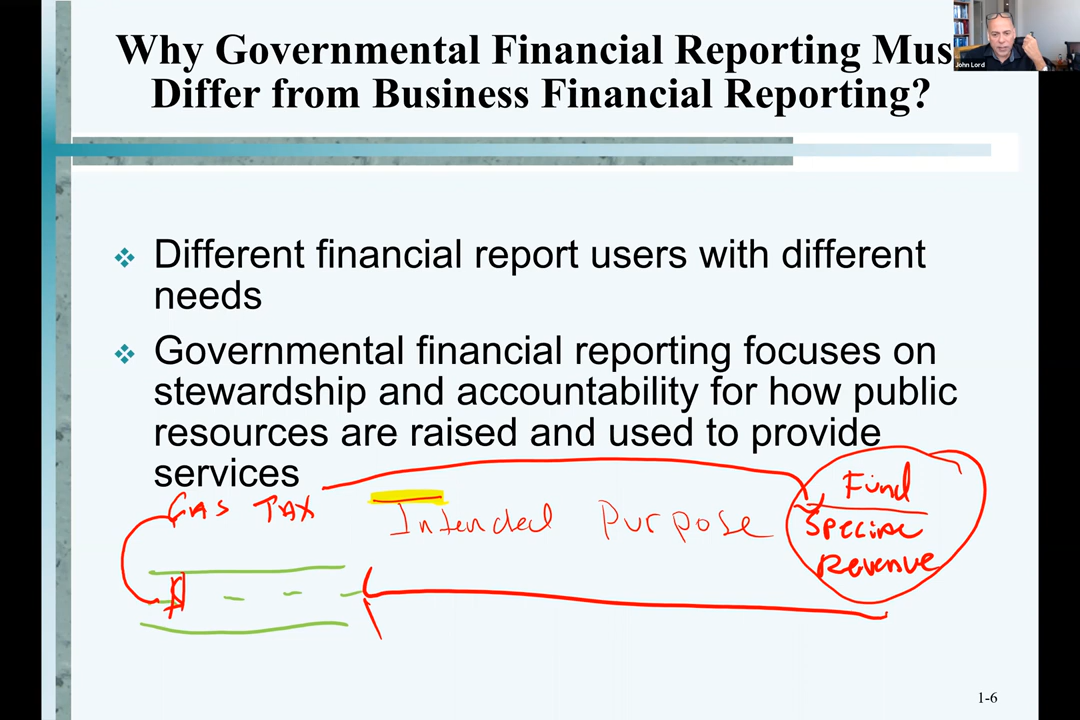 Why Governmental Financial Reporting Mus
Differ from Business Financial Reporting?
John Lord
Different financial report users with different
needs
Governmental financial reporting focuses on
stewardship and accountability for how public
resources are raised and used to provide
services
GAS TAX
Intended Purpose
Fund
Special
Revenue
$
1-6